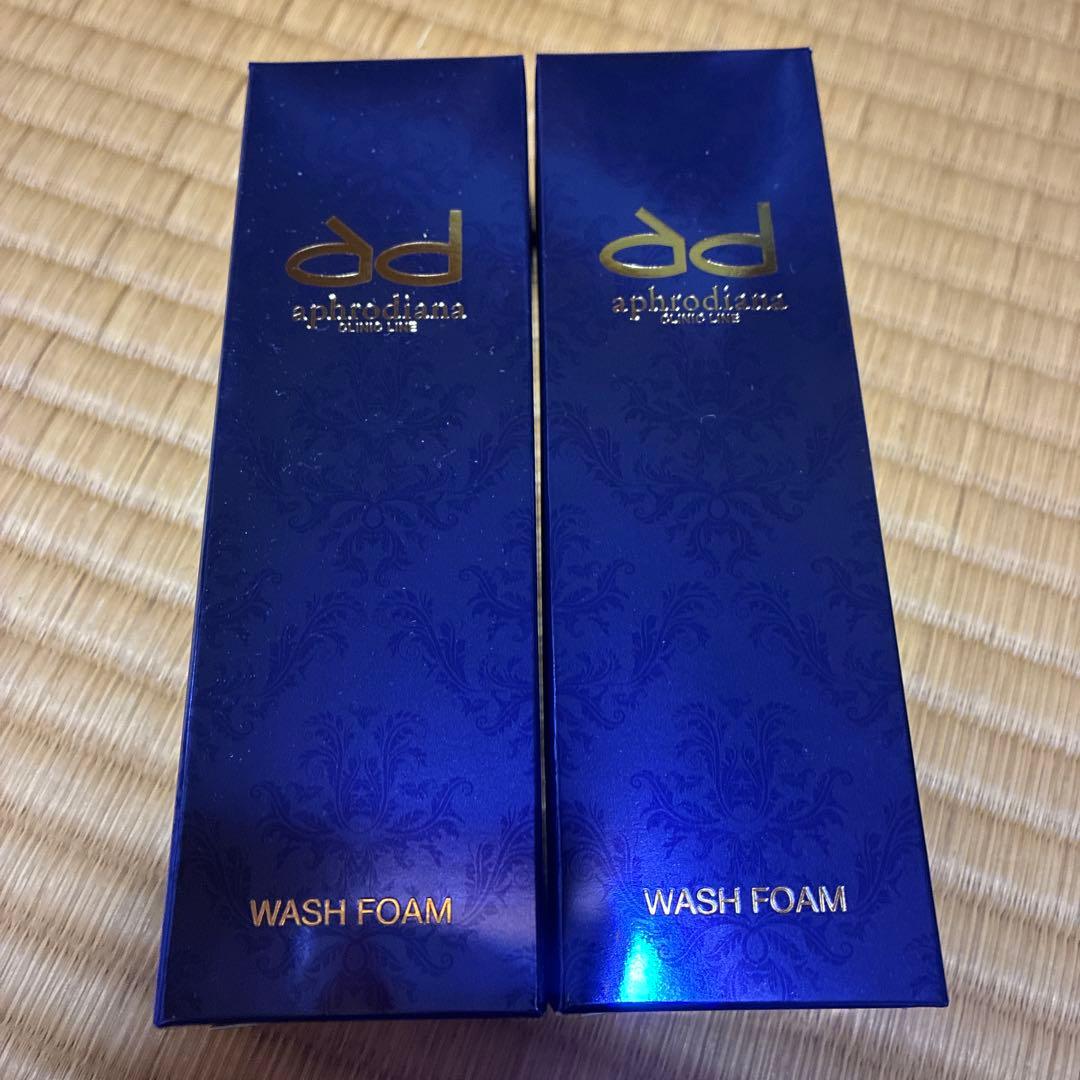 ad
aphrodiana
CLINIC LINE
WASH FOAM
ad
aphrodiana
CLINIC LINE
WASH FOAM